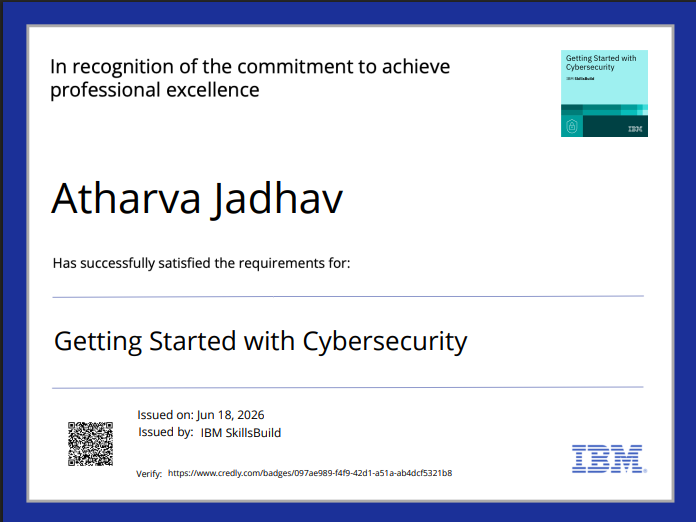 In recognition of the commitment to achieve
professional excellence
Getting Started with
Cybersecurity
IBM SkillsBuild
IBM
Atharva Jadhav
Has successfully satisfied the requirements for:
Getting Started with Cybersecurity
Issued on: Jun 18, 2026
Issued by: IBM SkillsBuild
Verify: https://www.credly.com/badges/097ae989-f4f9-42d1-a51a-ab4dcf5321b8
IBM®